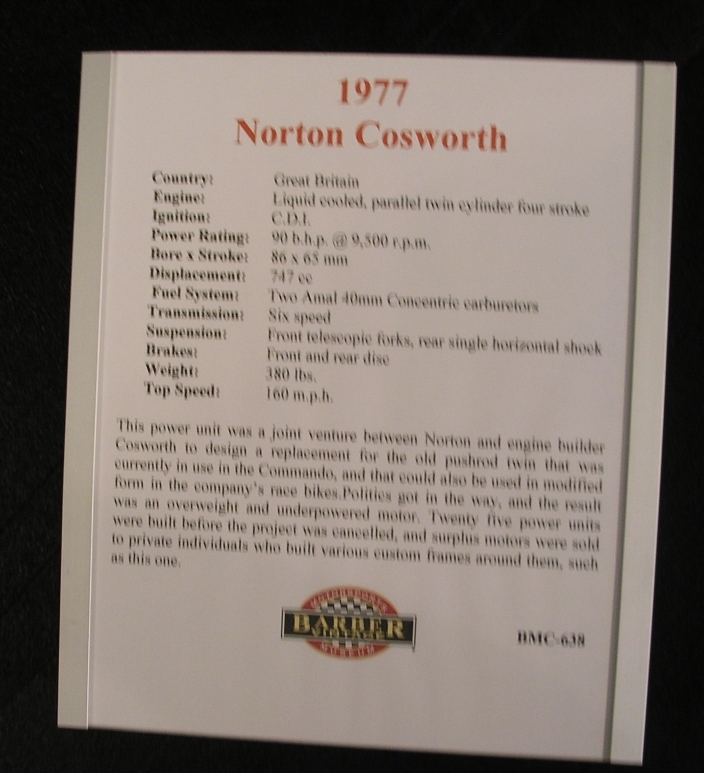 1977
Norton Cosworth
Country: Great Britain
Engine: Liquid cooled, parallel twin cylinder four stroke
Ignition: C.D.I.
Power Rating: 90 b.h.p. @ 9,500 r.p.m.
Bore x Stroke: 86 x 65 mm
Displacement: 747 cc
Fuel System: Two Amal 40mm Concentric carburetors
Transmission: Six speed
Suspension: Front telescopic forks, rear single horizontal shock
Brakes: Front and rear disc
Weight: 380 lbs.
Top Speed: 160 m.p.h.
This power unit was a joint venture between Norton and engine builder
Cosworth to design a replacement for the old pushrod twin that was
currently in use in the Commando, and that could also be used in modified
form in the company's race bikes.Politics got in the way, and the result
was an overweight and underpowered motor. Twenty five power units
were built before the project was cancelled, and surplus motors were sold
to private individuals who built various custom frames around them, such
as this one.
MOTORSPORTS
BARBER
VINTAGE
MUSEUM
BMC-638